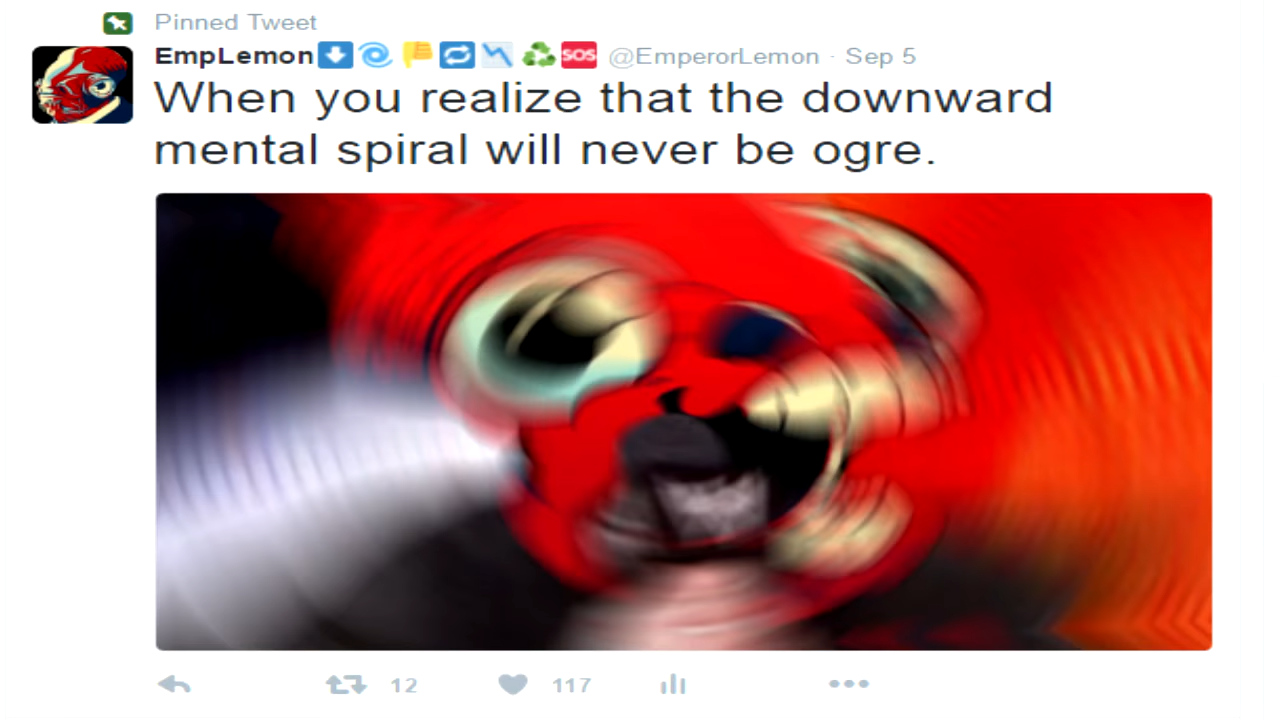 Pinned Tweet
EmpLemon⬇️🌀👎🔁📉♻️🆘 @EmperorLemon · Sep 5
When you realize that the downward
mental spiral will never be ogre.
12 117